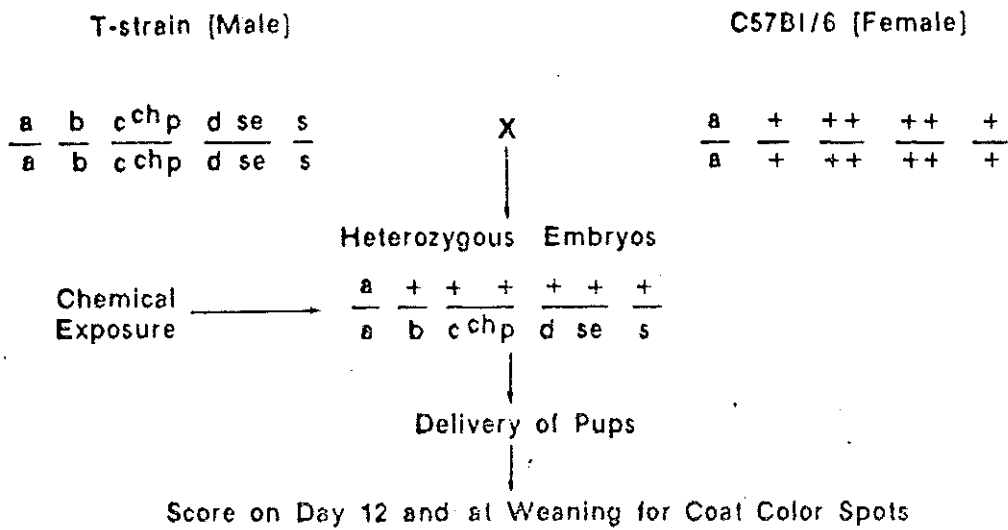 T-strain [Male] C57Bl/6 [Female]
a b c ch p d se s X a + ++ ++ +
a b c ch p d se s a + ++ ++ +
Heterozygous Embryos
a + + + + + +
Chemical
Exposure
a b c ch p d se s
Delivery of Pups
Score on Day 12 and at Weaning for Coat Color Spots